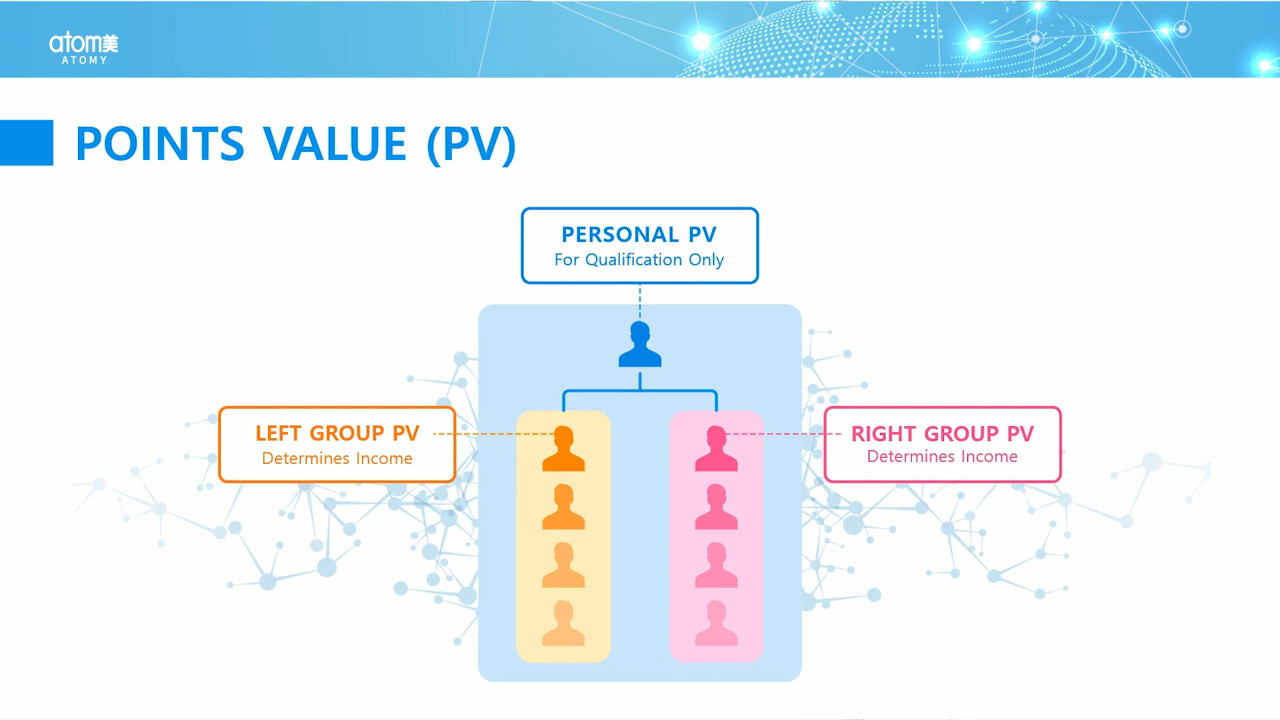 atom美
ATOMY
POINTS VALUE (PV)
PERSONAL PV
For Qualification Only
LEFT GROUP PV
Determines Income
RIGHT GROUP PV
Determines Income